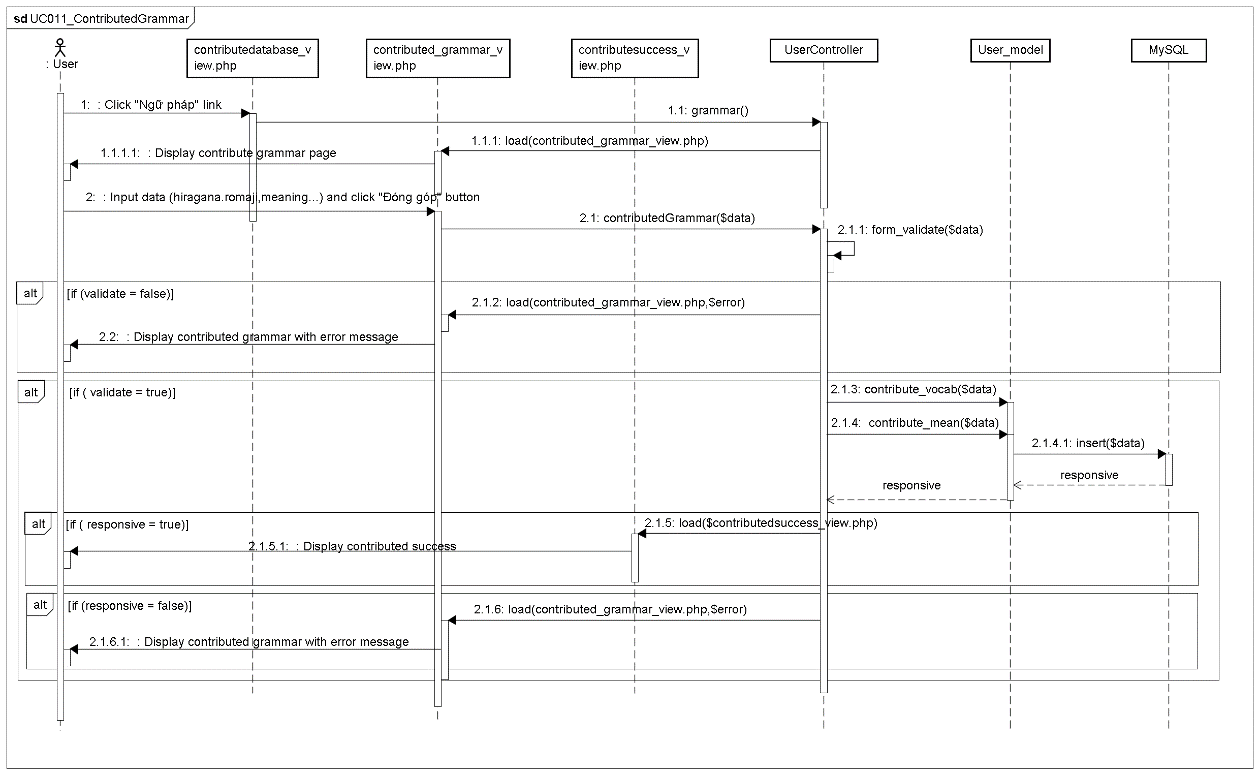 sd UC011_ContributedGrammar
: User
contributedatabase_v
iew.php
contributed_grammar_v
iew.php
contributesuccess_v
iew.php
UserController
User_model
MySQL
1: : Click "Ngữ pháp" link
1.1: grammar()
1.1.1: load(contributed_grammar_view.php)
1.1.1.1: : Display contribute grammar page
2: : Input data (hiragana.romaji,meaning...) and click "Đóng góp" button
2.1: contributedGrammar($data)
2.1.1: form_validate($data)
alt
[if (validate = false)]
2.1.2: load(contributed_grammar_view.php,$error)
2.2: : Display contributed grammar with error message
alt
[if ( validate = true)]
2.1.3: contribute_vocab($data)
2.1.4: contribute_mean($data)
2.1.4.1: insert($data)
responsive
responsive
alt
[if ( responsive = true)]
2.1.5: load($contributedsuccess_view.php)
2.1.5.1: : Display contributed success
alt
[if (responsive = false)]
2.1.6: load(contributed_grammar_view.php,$error)
2.1.6.1: : Display contributed grammar with error message